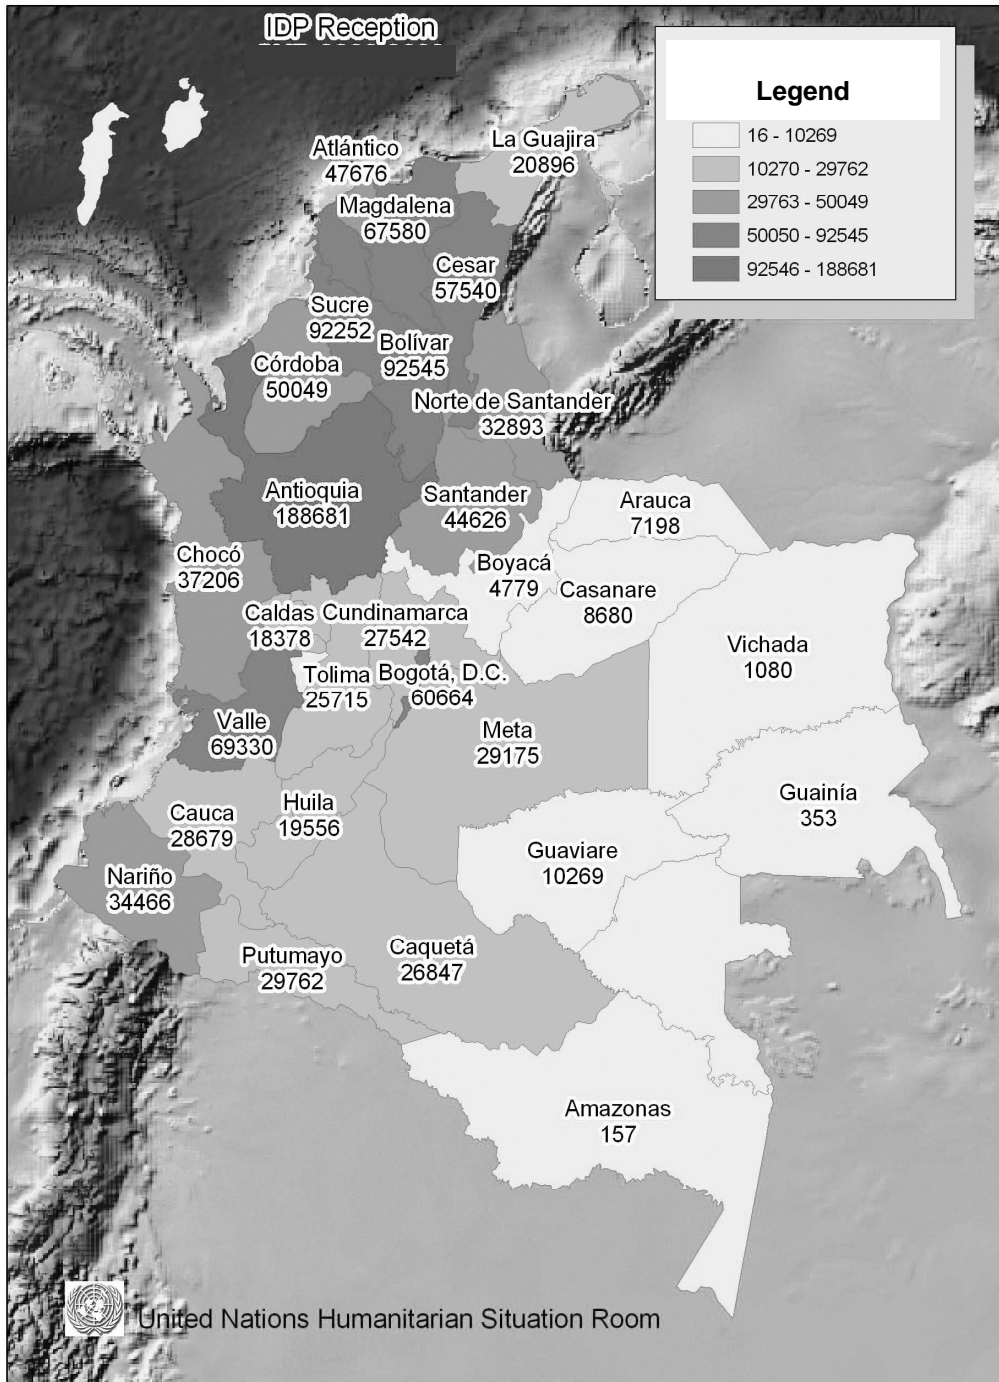 IDP Reception
Legend
16 - 10269
10270 - 29762
29763 - 50049
50050 - 92545
92546 - 188681
La Guajira
20896
Atlántico
47676
Magdalena
67580
Cesar
57540
Sucre
92252
Bolívar
92545
Córdoba
50049
Norte de Santander
32893
Antioquia
188681
Santander
44626
Arauca
7198
Chocó
37206
Boyacá
4779
Casanare
8680
Caldas
18378
Cundinamarca
27542
Vichada
1080
Tolima
25715
Bogotá, D.C.
60664
Valle
69330
Meta
29175
Guainía
353
Huila
19556
Cauca
28679
Guaviare
10269
Nariño
34466
Putumayo
29762
Caquetá
26847
Amazonas
157
United Nations Humanitarian Situation Room